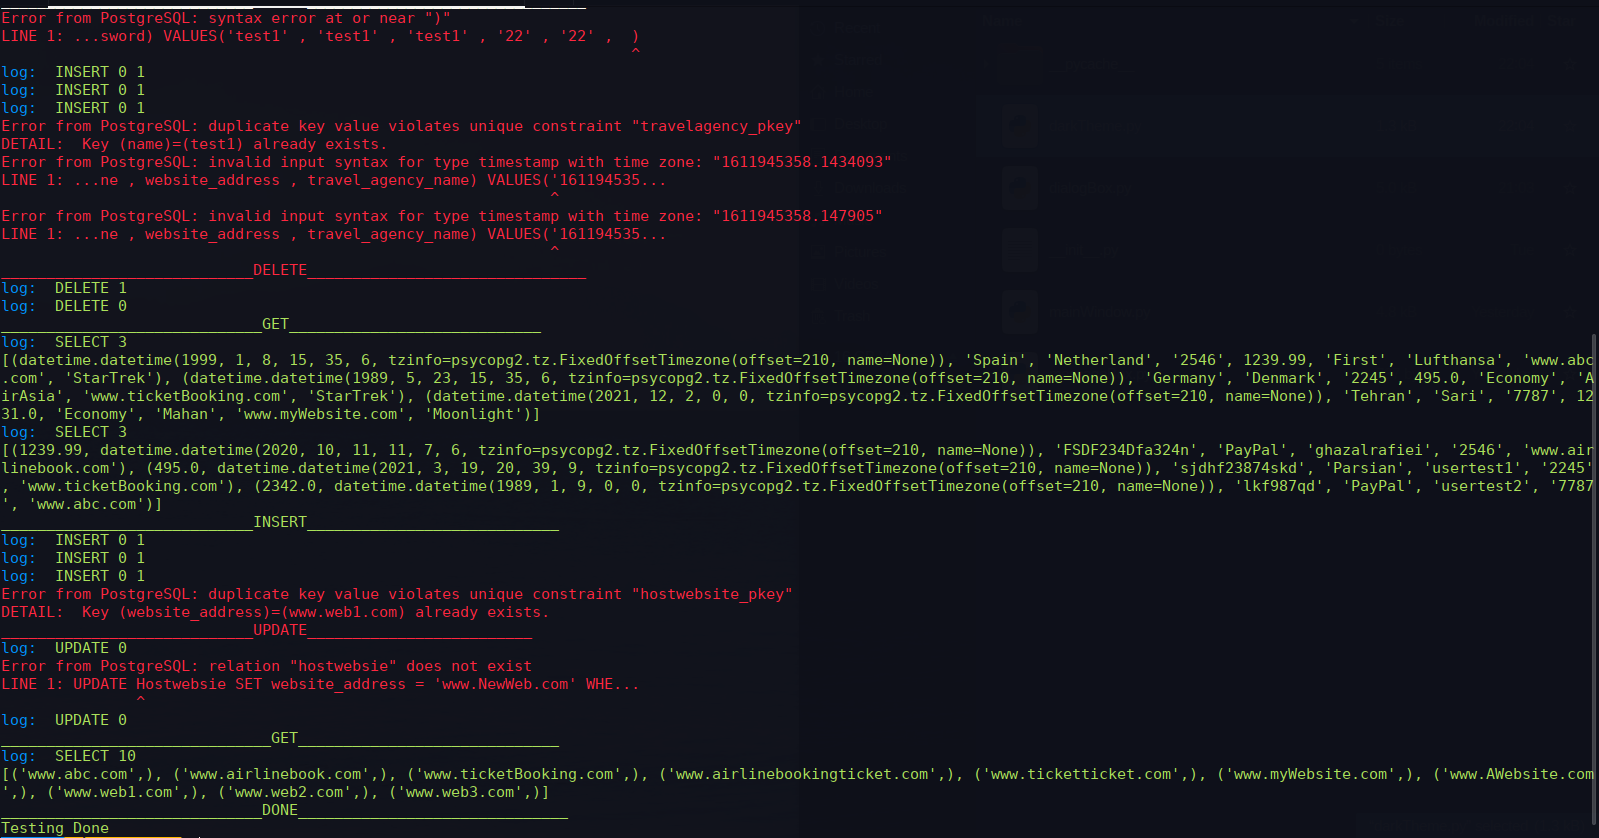 Error from PostgreSQL: syntax error at or near ")"
LINE 1: ...sword) VALUES('test1' , 'test1' , 'test1' , '22' , '22' ,  )
^
log:  INSERT 0 1
log:  INSERT 0 1
log:  INSERT 0 1
Error from PostgreSQL: duplicate key value violates unique constraint "travelagency_pkey"
DETAIL:  Key (name)=(test1) already exists.
Error from PostgreSQL: invalid input syntax for type timestamp with time zone: "1611945358.1434093"
LINE 1: ...ne , website_address , travel_agency_name) VALUES('161194535...
^
Error from PostgreSQL: invalid input syntax for type timestamp with time zone: "1611945358.147905"
LINE 1: ...ne , website_address , travel_agency_name) VALUES('161194535...
^
____________________________DELETE_______________________________
log:  DELETE 1
log:  DELETE 0
_____________________________GET____________________________
log:  SELECT 3
[(datetime.datetime(1999, 1, 8, 15, 35, 6, tzinfo=psycopg2.tz.FixedOffsetTimezone(offset=210, name=None)), 'Spain', 'Netherland', '2546', 1239.99, 'First', 'Lufthansa', 'www.abc
.com', 'StarTrek'), (datetime.datetime(1989, 5, 23, 15, 35, 6, tzinfo=psycopg2.tz.FixedOffsetTimezone(offset=210, name=None)), 'Germany', 'Denmark', '2245', 495.0, 'Economy', 'A
irAsia', 'www.ticketBooking.com', 'StarTrek'), (datetime.datetime(2021, 12, 2, 0, 0, tzinfo=psycopg2.tz.FixedOffsetTimezone(offset=210, name=None)), 'Tehran', 'Sari', '7787', 12
31.0, 'Economy', 'Mahan', 'www.myWebsite.com', 'Moonlight')]
log:  SELECT 3
[(1239.99, datetime.datetime(2020, 10, 11, 11, 7, 6, tzinfo=psycopg2.tz.FixedOffsetTimezone(offset=210, name=None)), 'FSDF234Dfa324n', 'PayPal', 'ghazalrafiei', '2546', 'www.air
linebook.com'), (495.0, datetime.datetime(2021, 3, 19, 20, 39, 9, tzinfo=psycopg2.tz.FixedOffsetTimezone(offset=210, name=None)), 'sjdhf23874skd', 'Parsian', 'usertest1', '2245'
, 'www.ticketBooking.com'), (2342.0, datetime.datetime(1989, 1, 9, 0, 0, tzinfo=psycopg2.tz.FixedOffsetTimezone(offset=210, name=None)), 'lkf987qd', 'PayPal', 'usertest2', '7787
', 'www.abc.com')]
____________________________INSERT____________________________
log:  INSERT 0 1
log:  INSERT 0 1
log:  INSERT 0 1
Error from PostgreSQL: duplicate key value violates unique constraint "hostwebsite_pkey"
DETAIL:  Key (website_address)=(www.web1.com) already exists.
____________________________UPDATE_________________________
log:  UPDATE 0
Error from PostgreSQL: relation "hostwebsie" does not exist
LINE 1: UPDATE Hostwebsie SET website_address = 'www.NewWeb.com' WHE...
^
log:  UPDATE 0
______________________________GET_____________________________
log:  SELECT 10
[('www.abc.com',), ('www.airlinebook.com',), ('www.ticketBooking.com',), ('www.airlinebookingticket.com',), ('www.ticketticket.com',), ('www.myWebsite.com',), ('www.AWebsite.com
',), ('www.web1.com',), ('www.web2.com',), ('www.web3.com',)]
_____________________________DONE______________________________
Testing Done